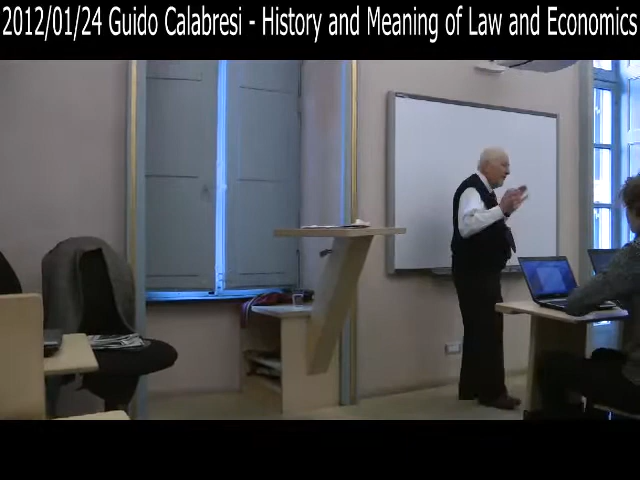 2012/01/24 Guido Calabresi - History and Meaning of Law and Economics